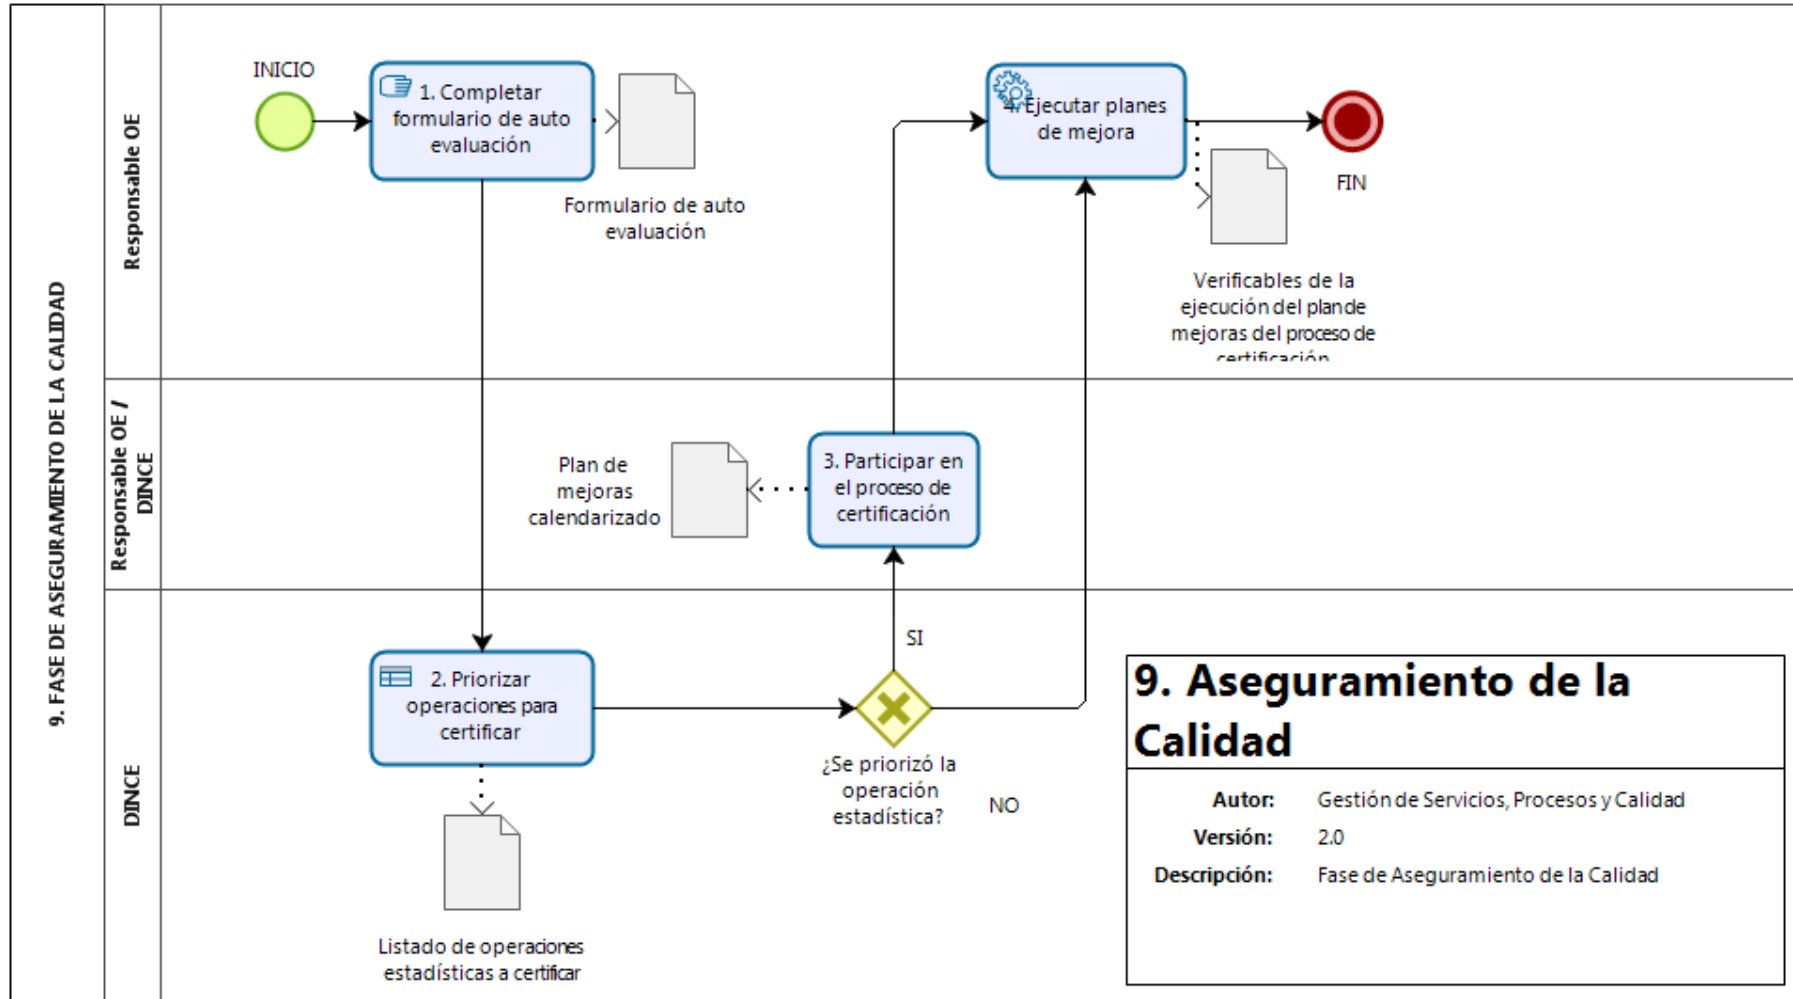 9. FASE DE ASEGURAMIENTO DE LA CALIDAD
Responsable OE
INICIO
1. Completar
formulario de auto
evaluación
Formulario de auto
evaluación
4. Ejecutar planes
de mejora
FIN
Verificables de la
ejecución del plan de
mejoras del proceso de
certificación
Responsable OE /
DINCE
Plan de
mejoras
calendarizado
3. Participar en
el proceso de
certificación
DINCE
2. Priorizar
operaciones para
certificar
SI
¿Se priorizó la
operación
estadística?
NO
Listado de operaciones
estadísticas a certificar
9. Aseguramiento de la
Calidad
Autor: Gestión de Servicios, Procesos y Calidad
Versión: 2.0
Descripción: Fase de Aseguramiento de la Calidad